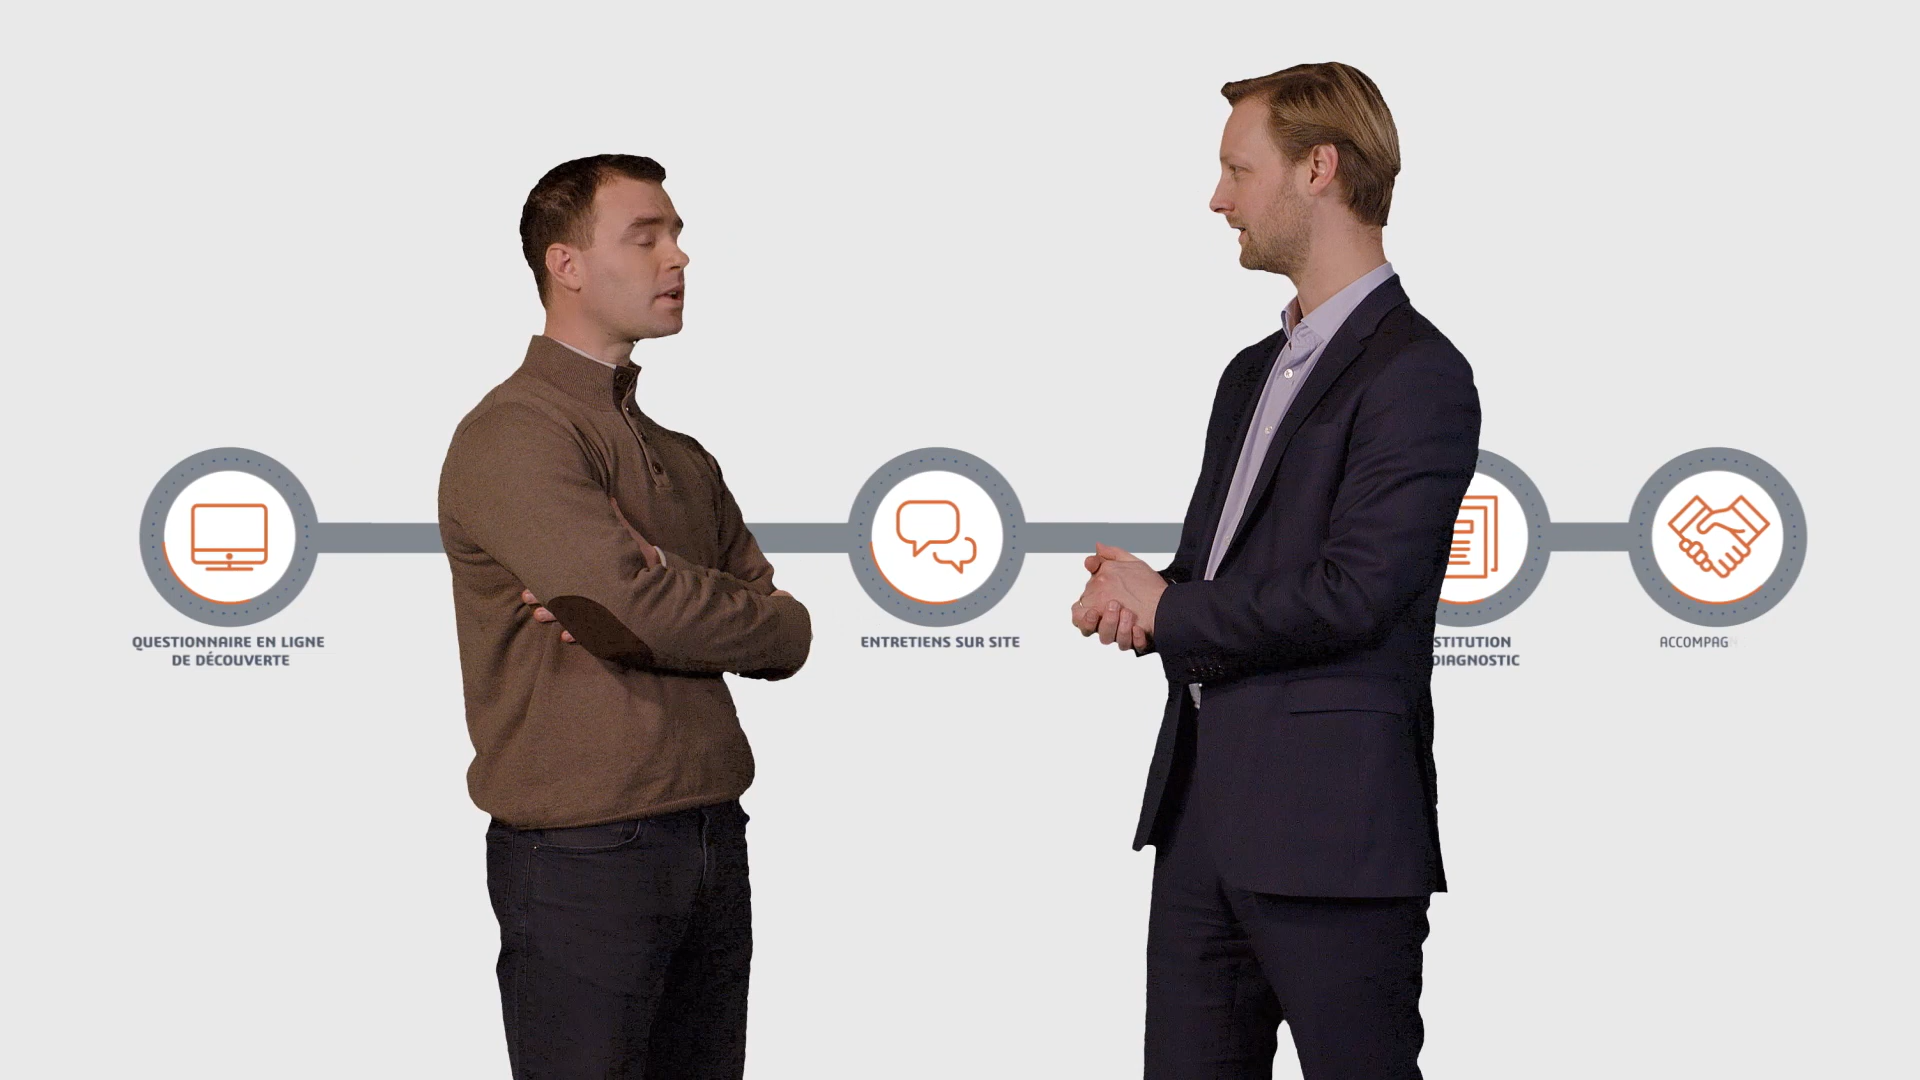 QUESTIONNAIRE EN LIGNE
DE DÉCOUVERTE
ENTRETIENS SUR SITE
STITUTION
DIAGNOSTIC
ACCOMPAG